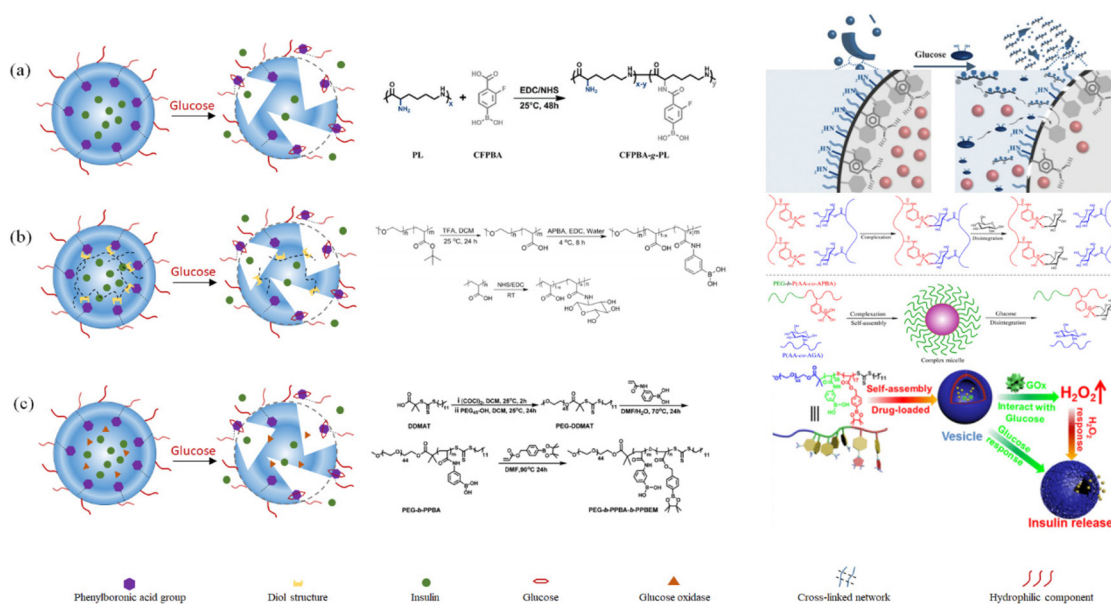 (a)
Glucose
PL
CFPBA
EDC/NHS
25°C, 48h
CFPBA-g-PL
Glucose
(b)
Glucose
TFA, DCM
25 °C, 24 h
APBA, EDC, Water
4 °C, 8 h
NHS/EDC
RT
Complexation
Disintegration
PEG-b-P(AA-co-APBA)
P(AA-co-AGA)
Complexation
Self-assembly
Complex micelle
Glucose
Disintegration
(c)
Glucose
DDMAT
i (COCl)₂, DCM, 25°C, 2h
ii PEG₄₅-OH, DCM, 25°C, 24h
PEG-DDMAT
DMF/H₂O, 70°C, 24h
PEG-b-PPBA
DMF,90°C 24h
PEG-b-PPBA-b-PPBEM
Self-assembly
Drug-loaded
Vesicle
GOx
Interact with
Glucose
H₂O₂
Glucose
response
H₂O₂
response
Insulin release
Phenylboronic acid group
Diol structure
Insulin
Glucose
Glucose oxidase
Cross-linked network
Hydrophilic component